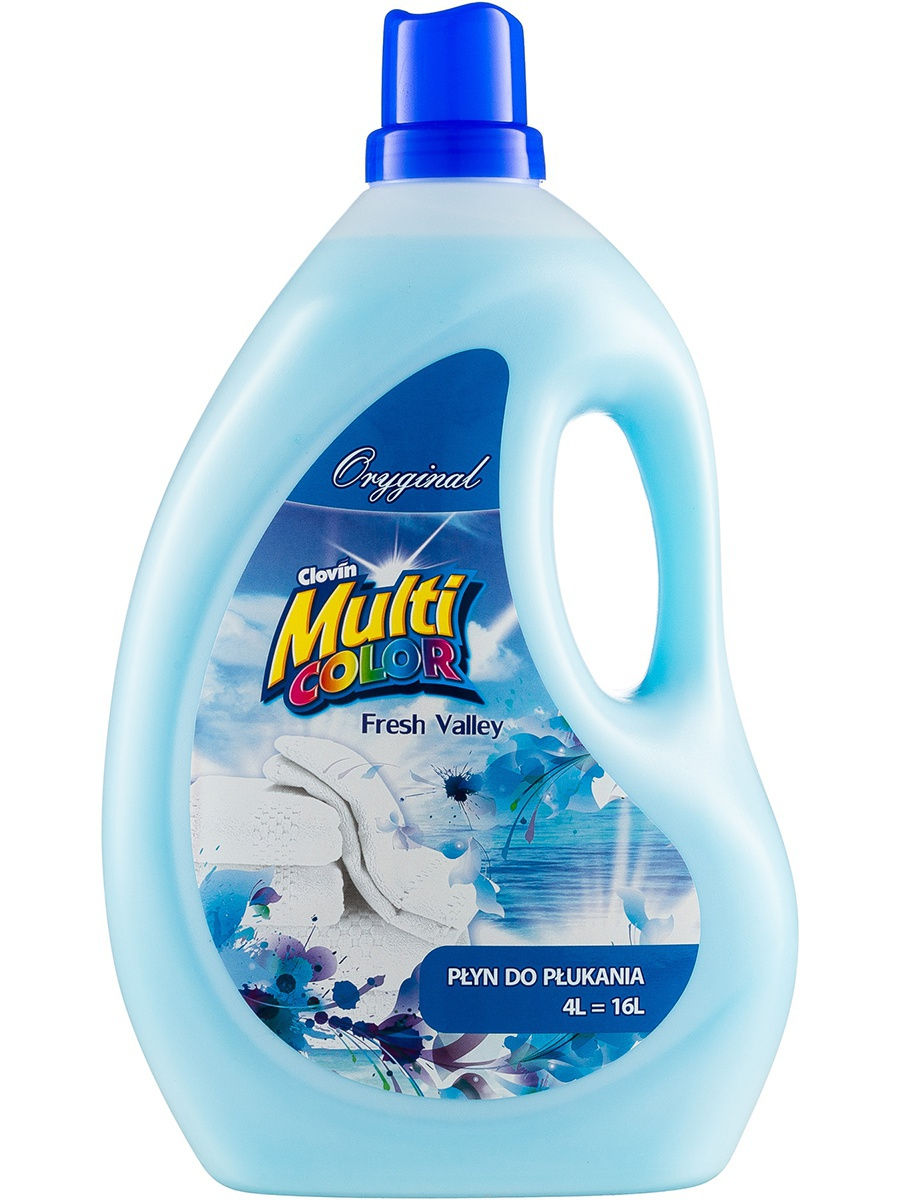 Oryginal
Clovin
Multi
COLOR
Fresh Valley
PŁYN DO PŁUKANIA
4L = 16L